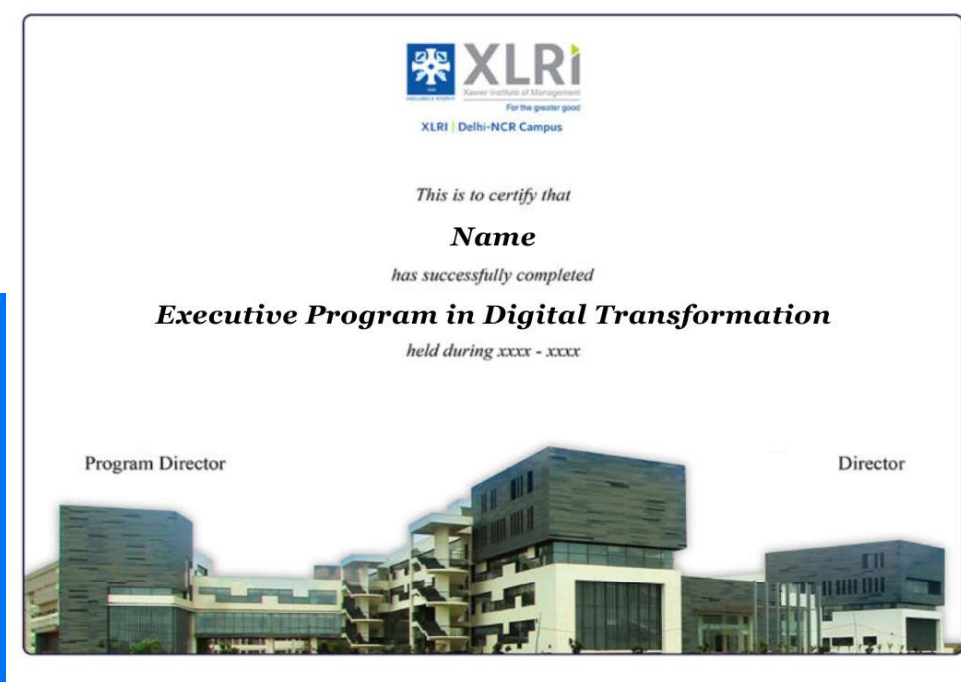 XLRi
Xavier Institute of Management
For the greater good
XLRI | Delhi-NCR Campus
This is to certify that
Name
has successfully completed
Executive Program in Digital Transformation
held during xxxx - xxxx
Program Director
Director